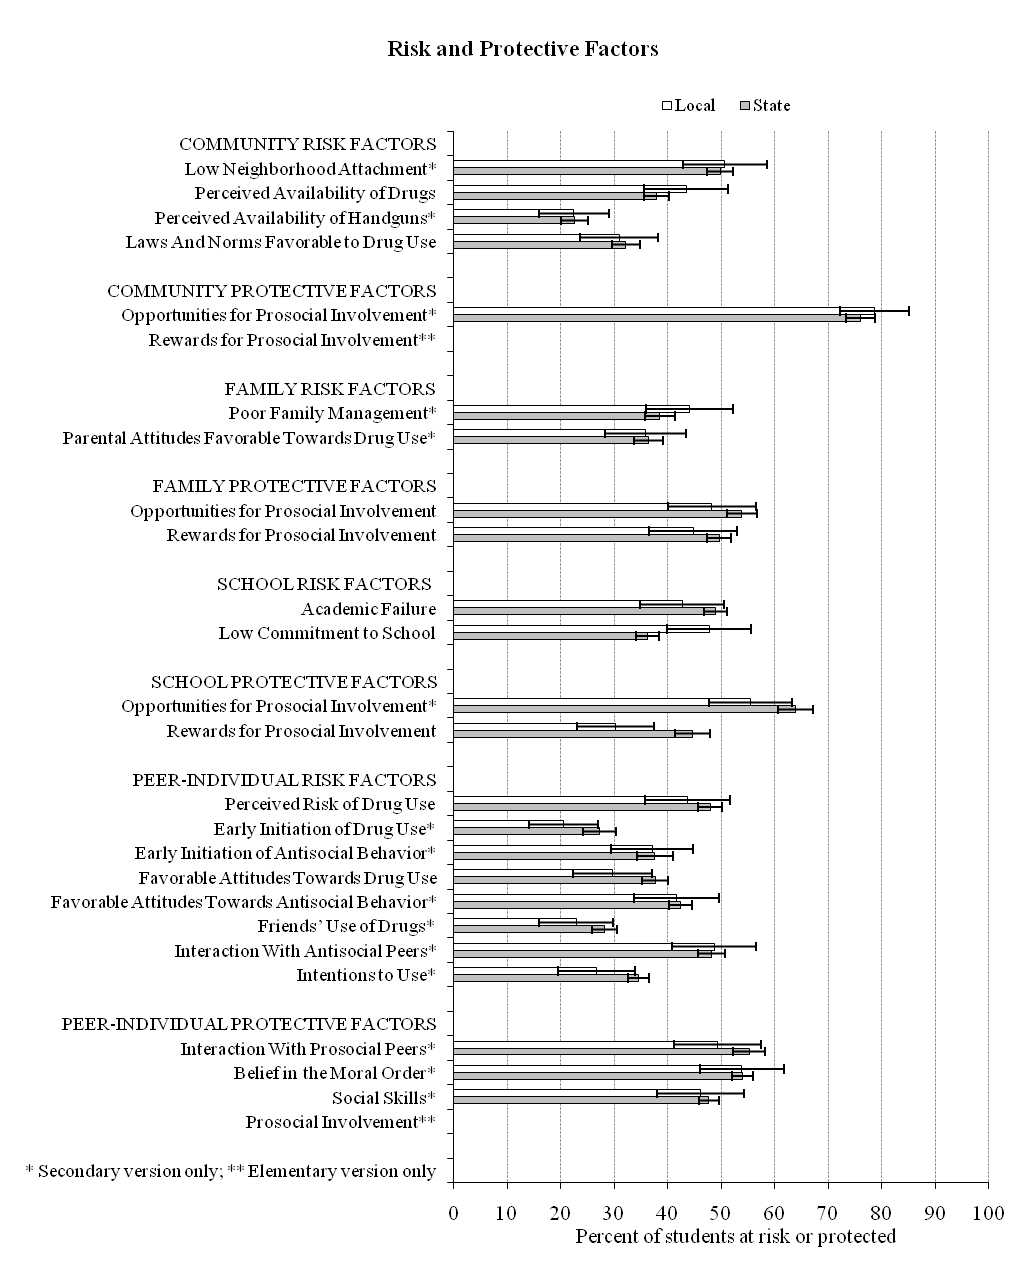 Risk and Protective Factors
Local State
COMMUNITY RISK FACTORS
Low Neighborhood Attachment*
Perceived Availability of Drugs
Perceived Availability of Handguns*
Laws And Norms Favorable to Drug Use
COMMUNITY PROTECTIVE FACTORS
Opportunities for Prosocial Involvement*
Rewards for Prosocial Involvement**
FAMILY RISK FACTORS
Poor Family Management*
Parental Attitudes Favorable Towards Drug Use*
FAMILY PROTECTIVE FACTORS
Opportunities for Prosocial Involvement
Rewards for Prosocial Involvement
SCHOOL RISK FACTORS
Academic Failure
Low Commitment to School
SCHOOL PROTECTIVE FACTORS
Opportunities for Prosocial Involvement*
Rewards for Prosocial Involvement
PEER-INDIVIDUAL RISK FACTORS
Perceived Risk of Drug Use
Early Initiation of Drug Use*
Early Initiation of Antisocial Behavior*
Favorable Attitudes Towards Drug Use
Favorable Attitudes Towards Antisocial Behavior*
Friends' Use of Drugs*
Interaction With Antisocial Peers*
Intentions to Use*
PEER-INDIVIDUAL PROTECTIVE FACTORS
Interaction With Prosocial Peers*
Belief in the Moral Order*
Social Skills*
Prosocial Involvement**
* Secondary version only; ** Elementary version only
0 10 20 30 40 50 60 70 80 90 100
Percent of students at risk or protected